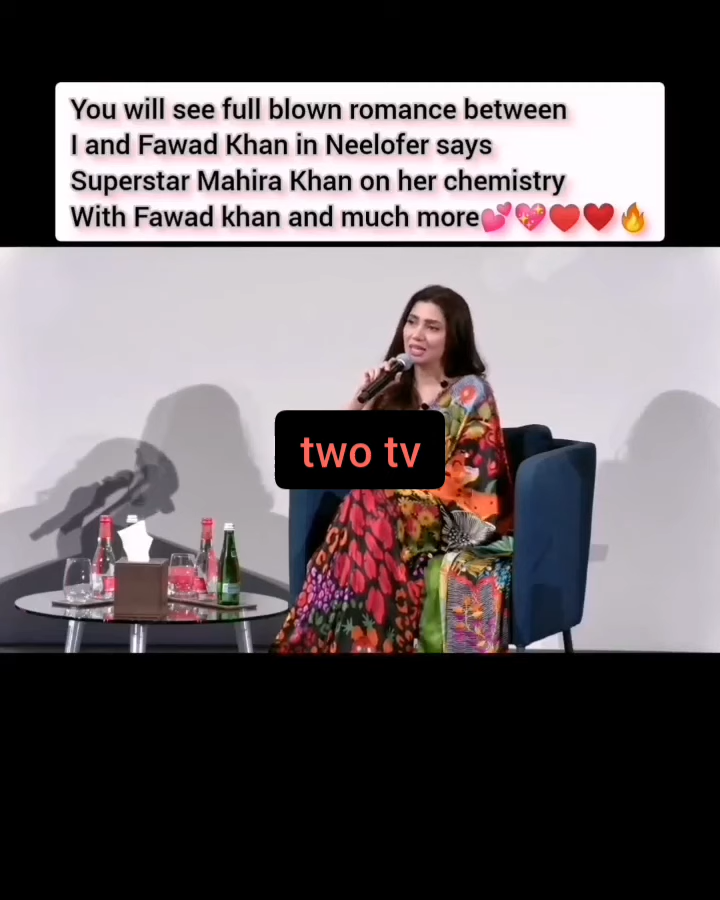 You will see full blown romance between
I and Fawad Khan in Neelofer says
Superstar Mahira Khan on her chemistry
With Fawad khan and much more💕💖♥️❤️🔥
two tv